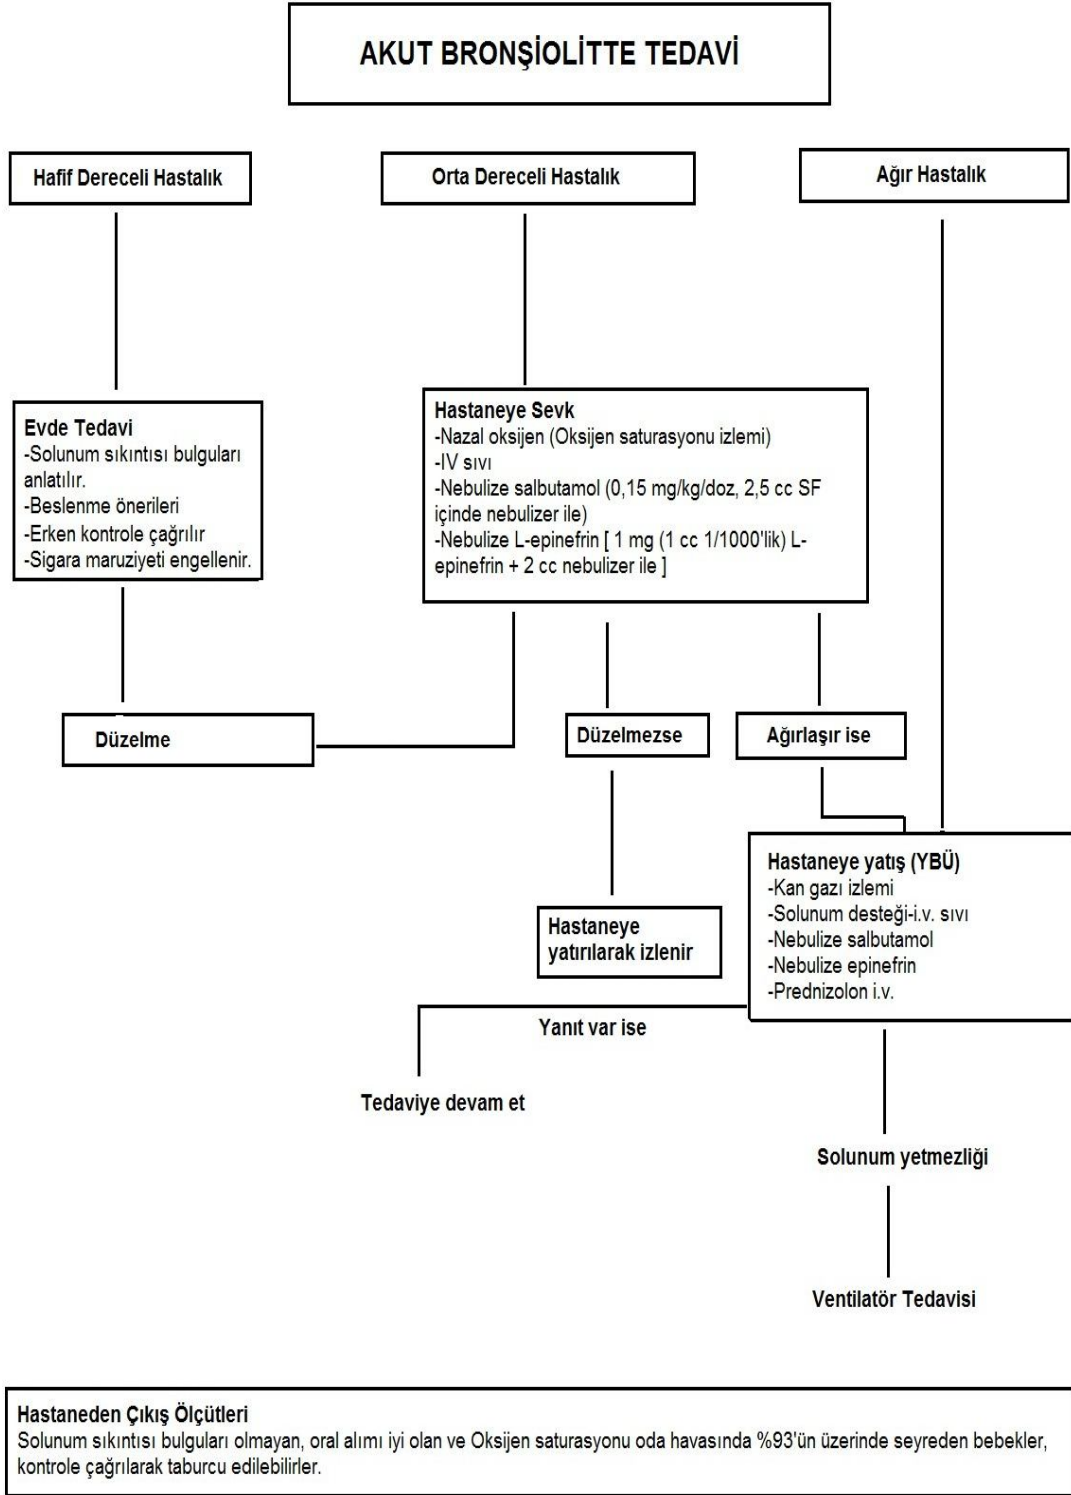 AKUT BRONŞİOLİTTE TEDAVİ
Hafif Dereceli Hastalık
Orta Dereceli Hastalık
Ağır Hastalık
Evde Tedavi
-Solunum sıkıntısı bulguları
anlatılır.
-Beslenme önerileri
-Erken kontrole çağrılır
-Sigara maruziyeti engellenir.
Hastaneye Sevk
-Nazal oksijen (Oksijen saturasyonu izlemi)
-IV sıvı
-Nebulize salbutamol (0,15 mg/kg/doz, 2,5 cc SF
içinde nebulizer ile)
-Nebulize L-epinefrin [ 1 mg (1 cc 1/1000'lik) L-
epinefrin + 2 cc nebulizer ile ]
Düzelme
Düzelmezse
Ağırlaşır ise
Hastaneye
yatırılarak izlenir
Hastaneye yatış (YBÜ)
-Kan gazı izlemi
-Solunum desteği-i.v. sıvı
-Nebulize salbutamol
-Nebulize epinefrin
-Prednizolon i.v.
Yanıt var ise
Tedaviye devam et
Solunum yetmezliği
Ventilatör Tedavisi
Hastaneden Çıkış Ölçütleri
Solunum sıkıntısı bulguları olmayan, oral alımı iyi olan ve Oksijen saturasyonu oda havasında %93'ün üzerinde seyreden bebekler,
kontrole çağrılarak taburcu edilebilirler.